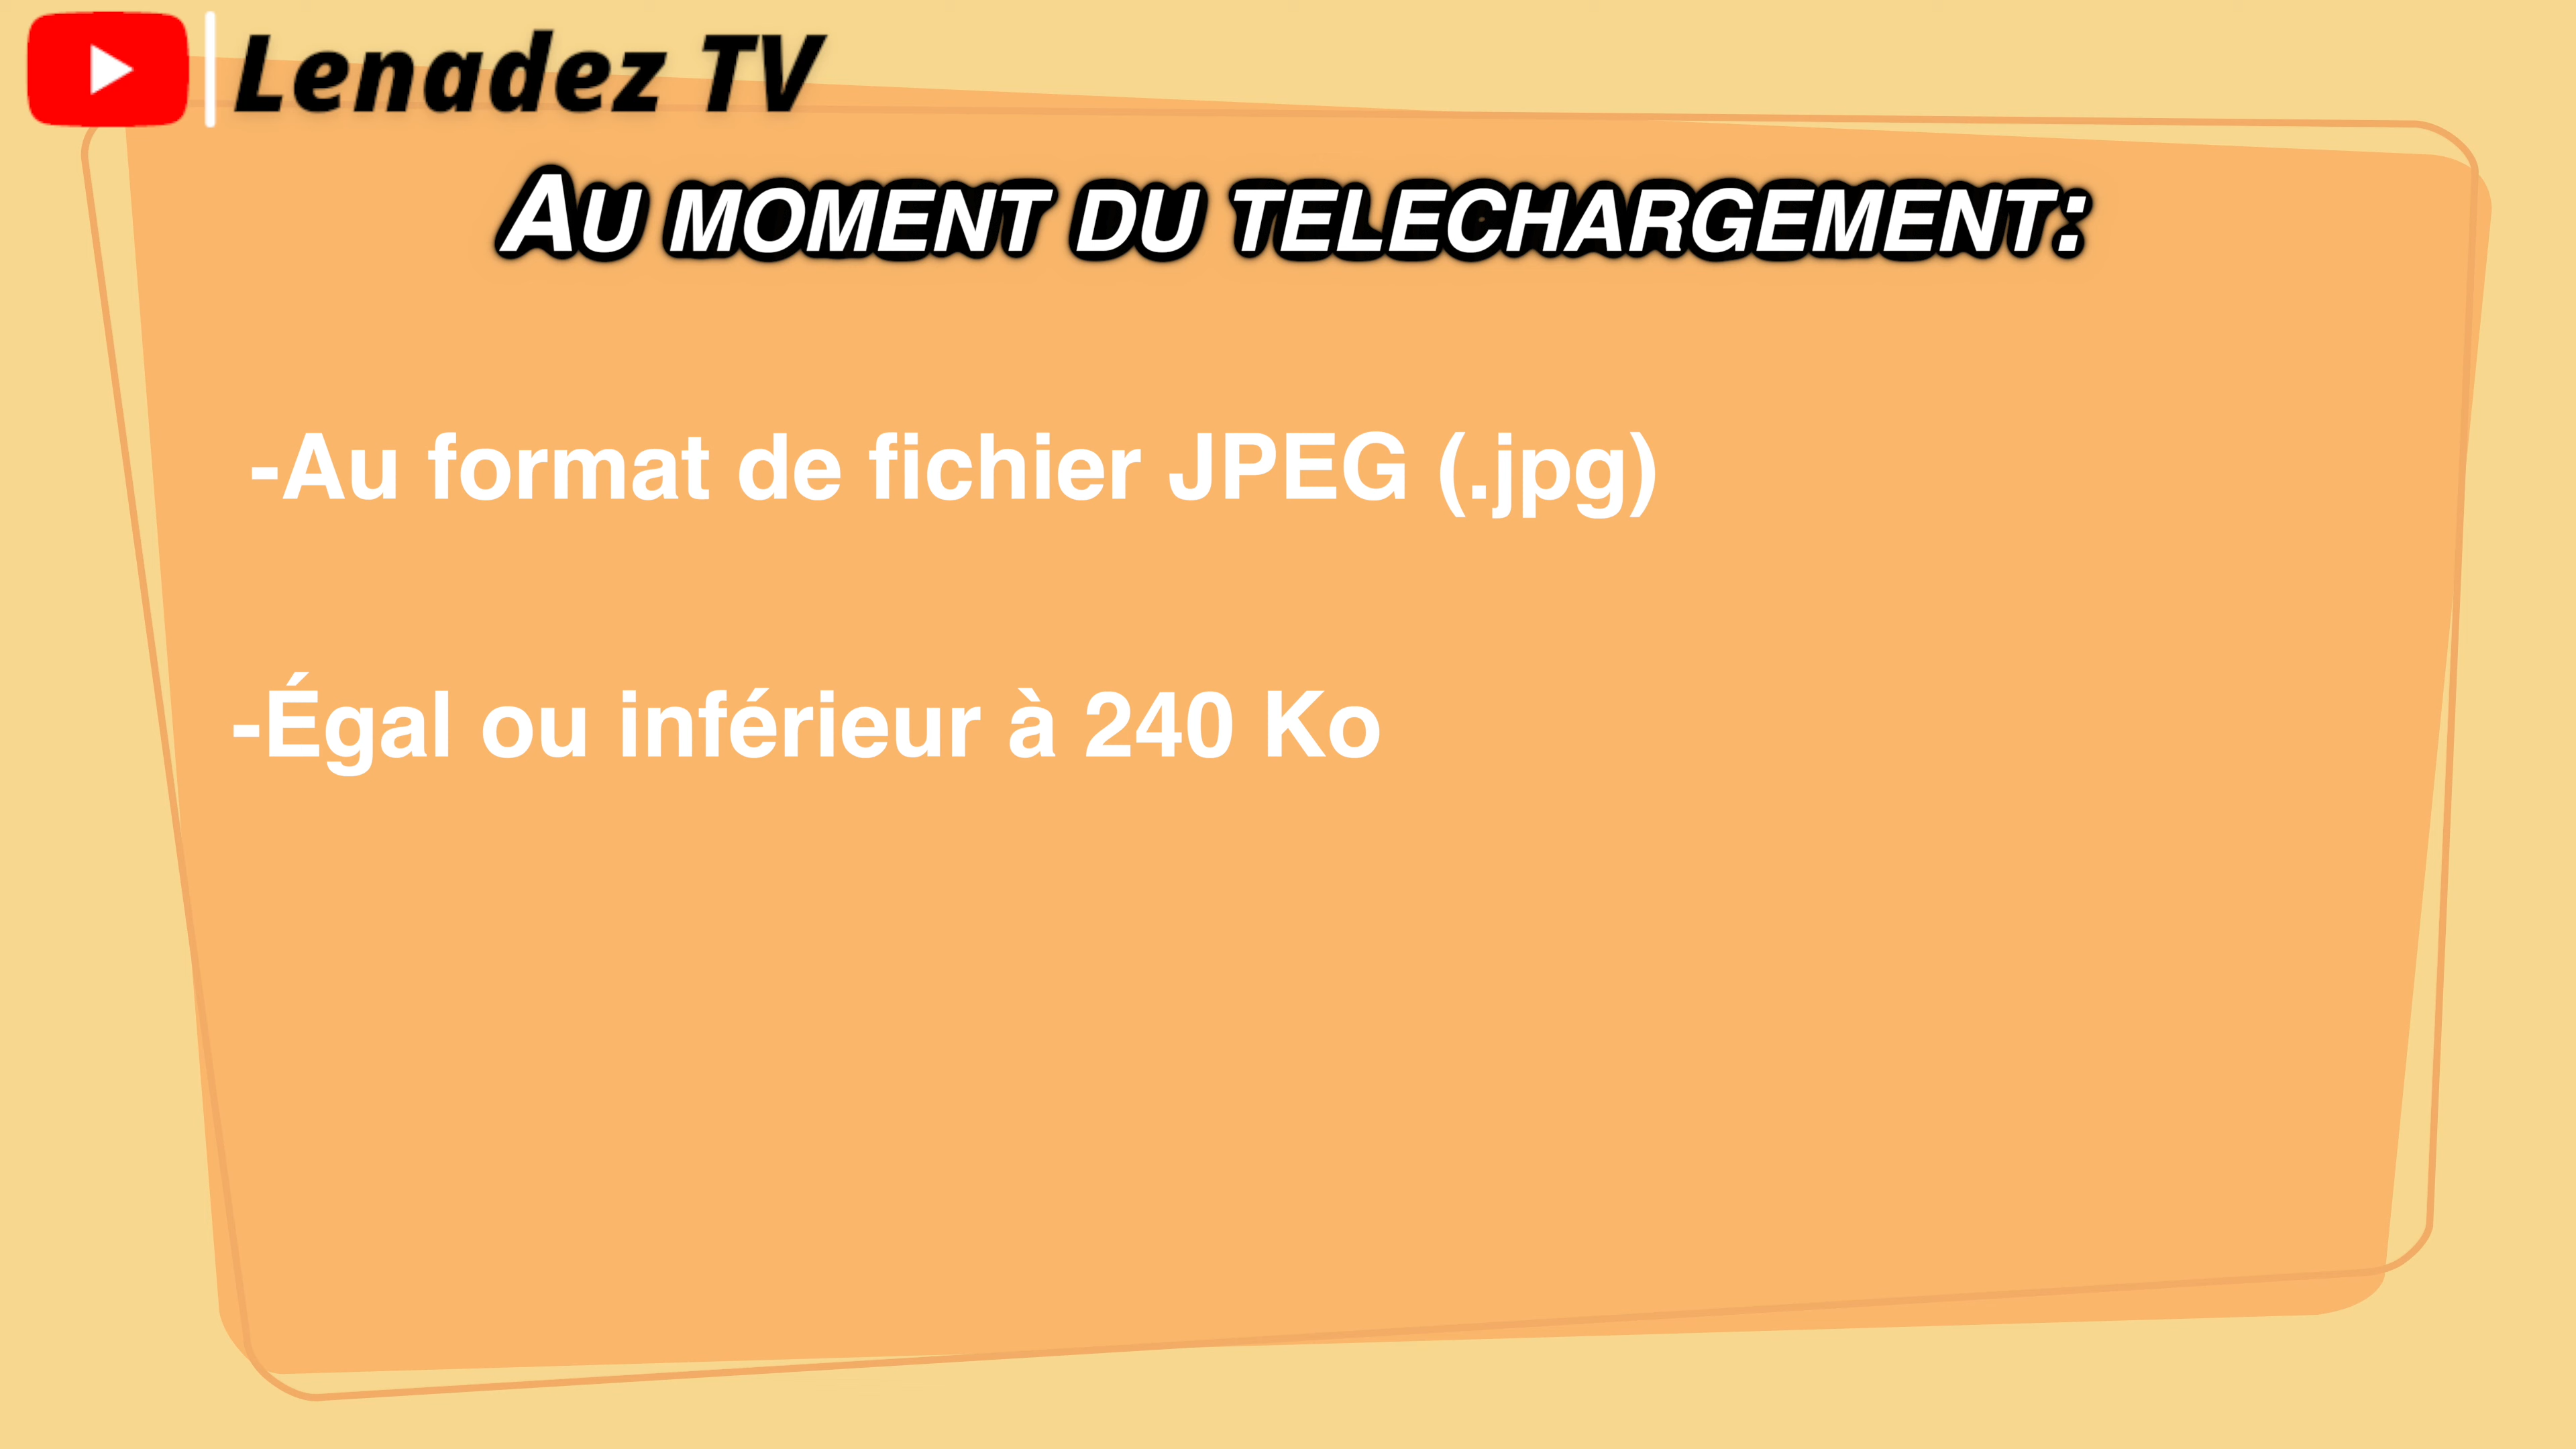 Lenadez TV
AU MOMENT DU TELECHARGEMENT:
-Au format de fichier JPEG (.jpg)
-Égal ou inférieur à 240 Ko